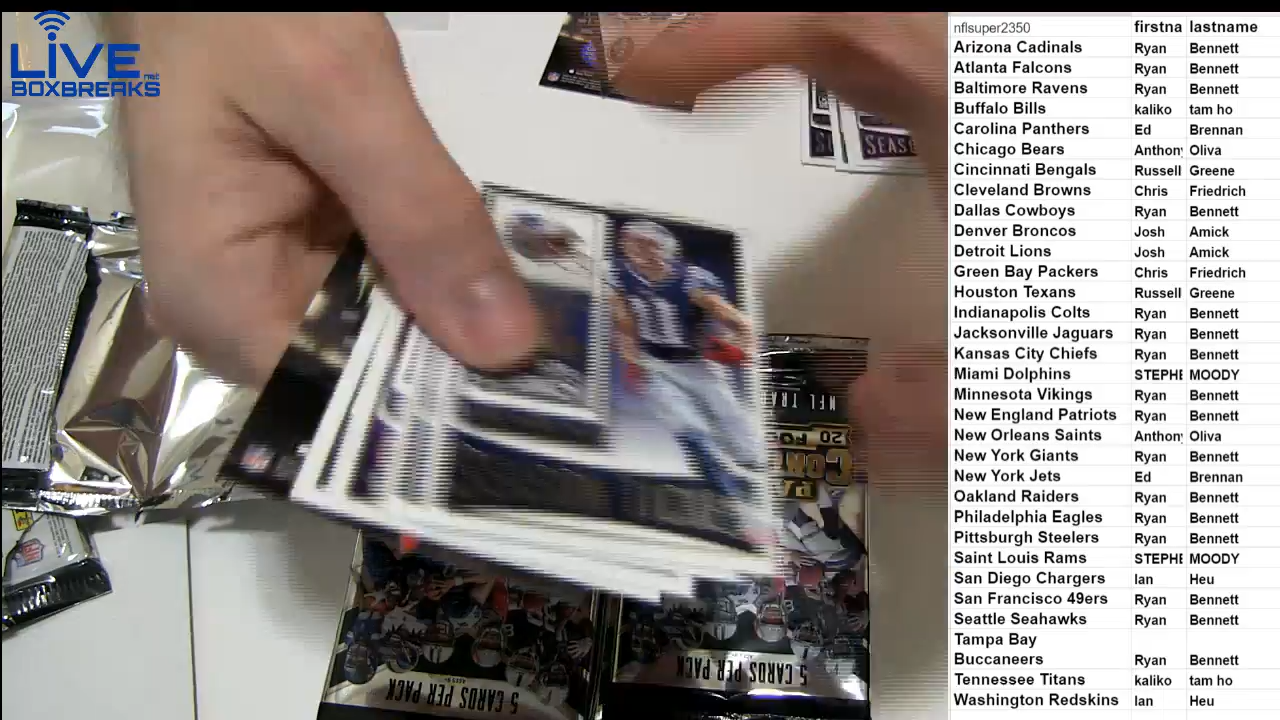 LIVE
.net
BOXBREAKS
SEAS
NFL TRA
20 FO
CONT
PA
5 CARDS PER PACK
5 CARDS PER PACK
nflsuper2350 firstna lastname
Arizona Cadinals Ryan Bennett
Atlanta Falcons Ryan Bennett
Baltimore Ravens Ryan Bennett
Buffalo Bills kaliko tam ho
Carolina Panthers Ed Brennan
Chicago Bears Anthony Oliva
Cincinnati Bengals Russell Greene
Cleveland Browns Chris Friedrich
Dallas Cowboys Ryan Bennett
Denver Broncos Josh Amick
Detroit Lions Josh Amick
Green Bay Packers Chris Friedrich
Houston Texans Russell Greene
Indianapolis Colts Ryan Bennett
Jacksonville Jaguars Ryan Bennett
Kansas City Chiefs Ryan Bennett
Miami Dolphins STEPHE MOODY
Minnesota Vikings Ryan Bennett
New England Patriots Ryan Bennett
New Orleans Saints Anthony Oliva
New York Giants Ryan Bennett
New York Jets Ed Brennan
Oakland Raiders Ryan Bennett
Philadelphia Eagles Ryan Bennett
Pittsburgh Steelers Ryan Bennett
Saint Louis Rams STEPHE MOODY
San Diego Chargers Ian Heu
San Francisco 49ers Ryan Bennett
Seattle Seahawks Ryan Bennett
Tampa Bay
Buccaneers Ryan Bennett
Tennessee Titans kaliko tam ho
Washington Redskins Ian Heu